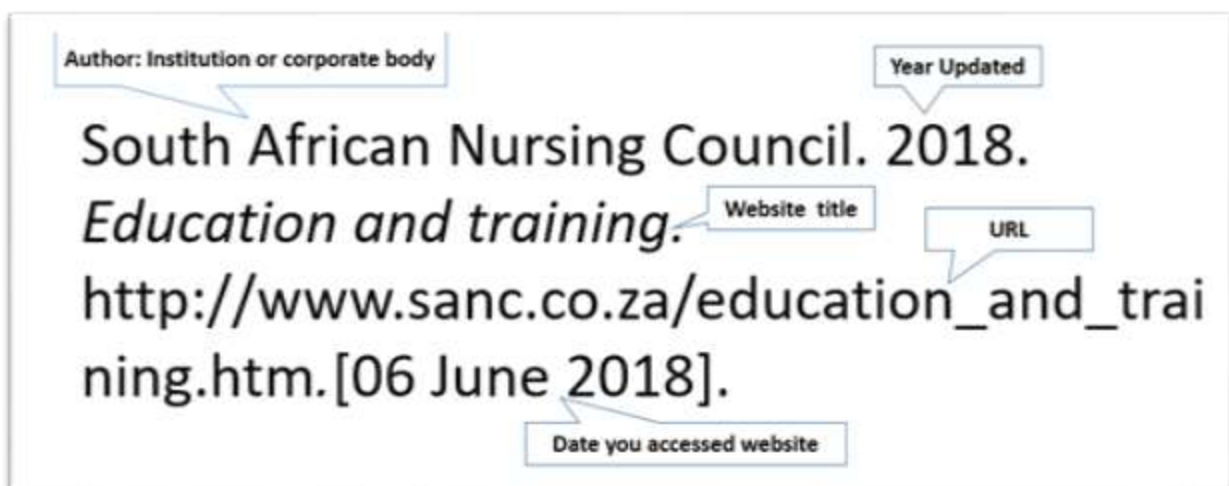 Author: Institution or corporate body
Year Updated
South African Nursing Council. 2018.
Education and training.
Website title
URL
http://www.sanc.co.za/education_and_trai
ning.htm.[06 June 2018].
Date you accessed website